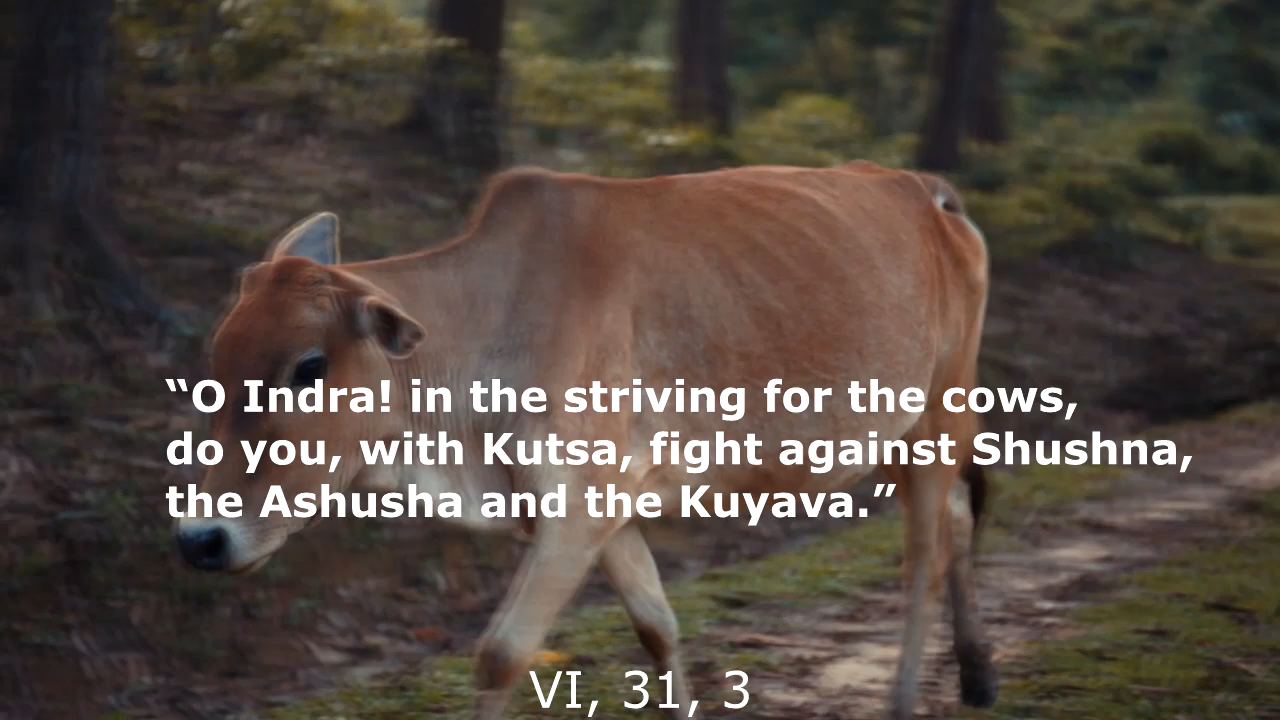 “O Indra! in the striving for the cows,
do you, with Kutsa, fight against Shushna,
the Ashusha and the Kuyava.”
VI, 31, 3